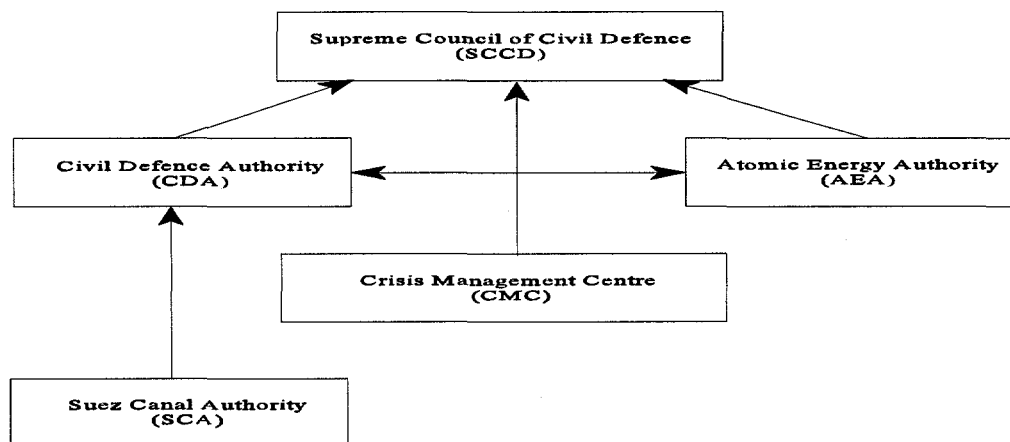 Supreme Council of Civil Defence
(SCCD)
Civil Defence Authority
(CDA)
Atomic Energy Authority
(AEA)
Crisis Management Centre
(CMC)
Suez Canal Authority
(SCA)